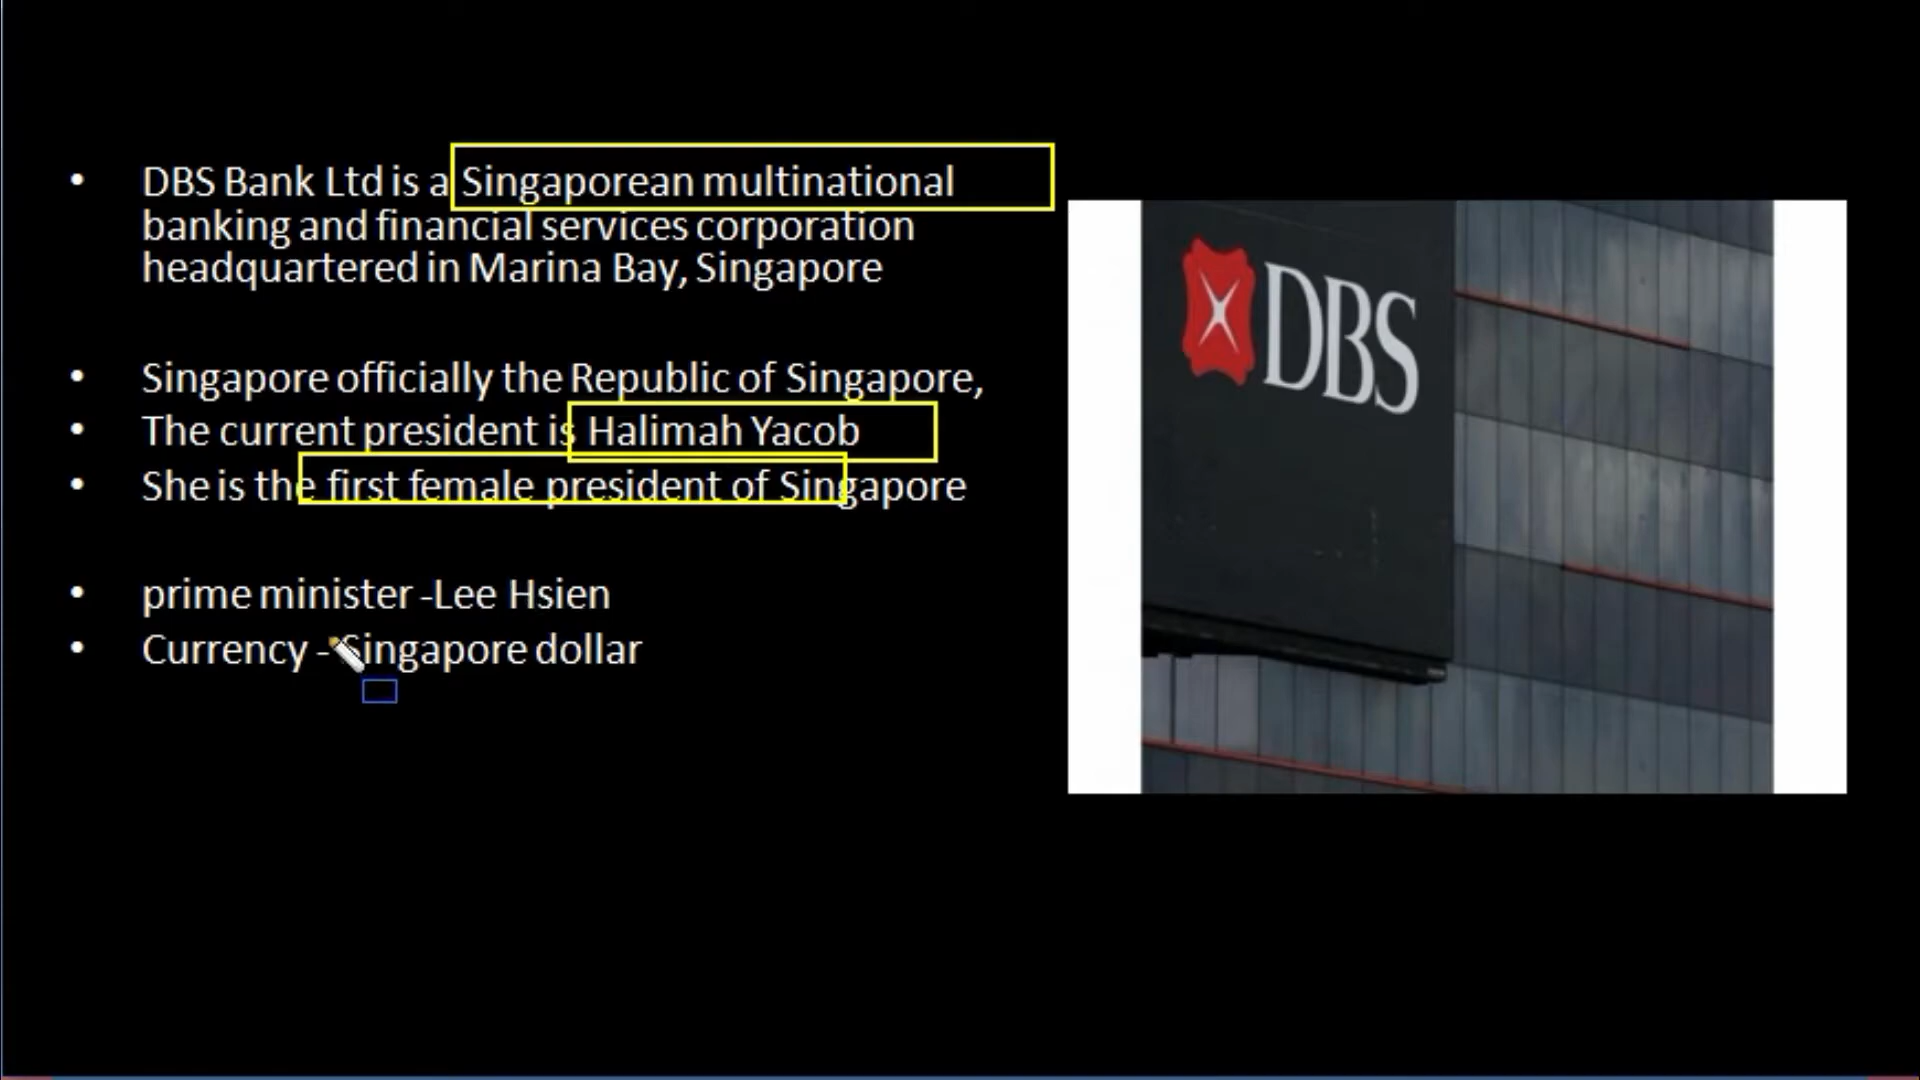 DBS Bank Ltd is a Singaporean multinational
banking and financial services corporation
headquartered in Marina Bay, Singapore
Singapore officially the Republic of Singapore,
The current president is Halimah Yacob
She is the first female president of Singapore
prime minister -Lee Hsien
Currency - Singapore dollar
DBS